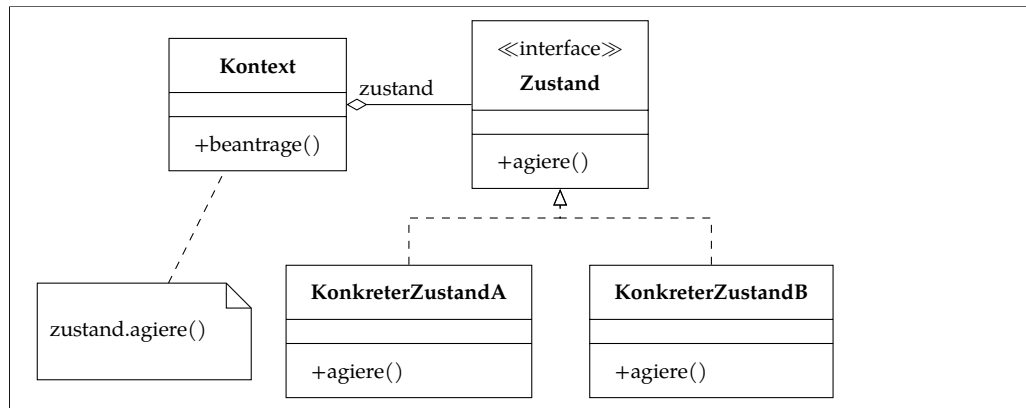 Kontext
+beantrage()
zustand
≪interface≫
Zustand
+agiere()
zustand.agiere()
KonkreterZustandA
+agiere()
KonkreterZustandB
+agiere()